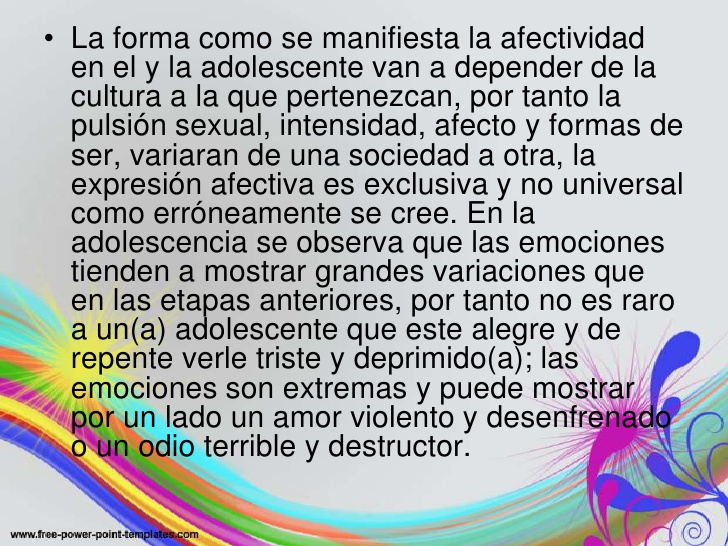 • La forma como se manifiesta la afectividad
en el y la adolescente van a depender de la
cultura a la que pertenezcan, por tanto la
pulsión sexual, intensidad, afecto y formas de
ser, variaran de una sociedad a otra, la
expresión afectiva es exclusiva y no universal
como erróneamente se cree. En la
adolescencia se observa que las emociones
tienden a mostrar grandes variaciones que
en las etapas anteriores, por tanto no es raro
a un(a) adolescente que este alegre y de
repente verle triste y deprimido(a); las
emociones son extremas y puede mostrar
por un lado un amor violento y desenfrenado
o un odio terrible y destructor.
www.free-power-point-templates.com